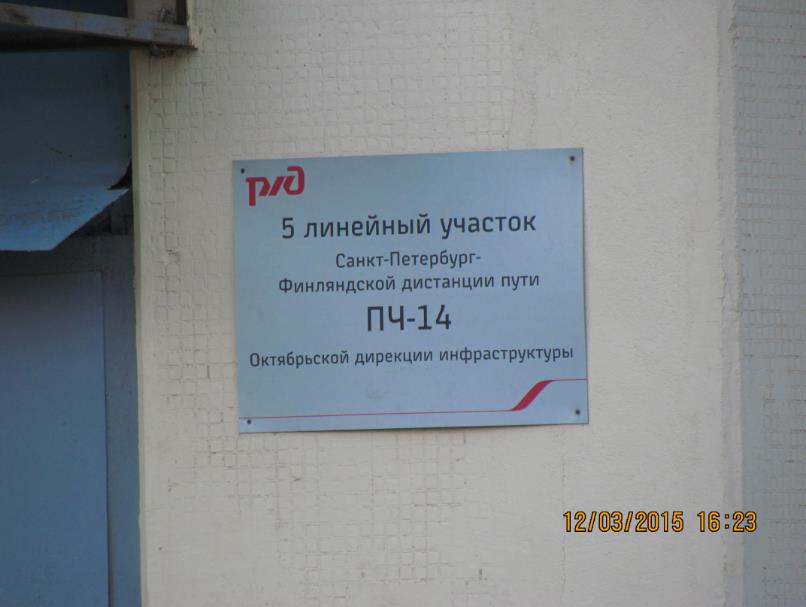 ржд
5 линейный участок
Санкт-Петербург-
Финляндской дистанции пути
ПЧ-14
Октябрьской дирекции инфраструктуры
12/03/2015 16:23